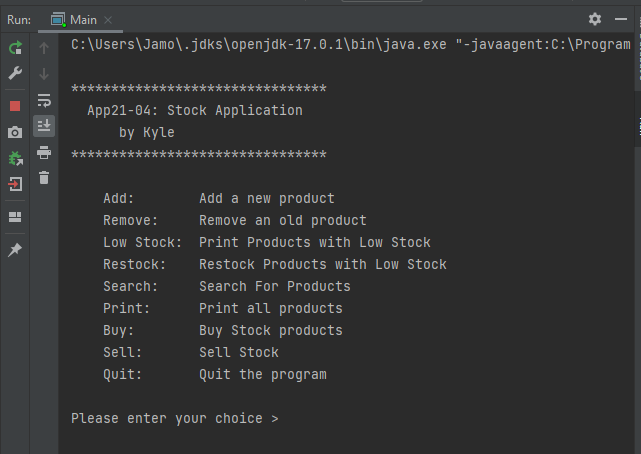 Run: Main
C:\Users\Jamo\.jdks\openjdk-17.0.1\bin\java.exe "-javaagent:C:\Program
********************************
App21-04: Stock Application
by Kyle
********************************
Add: Add a new product
Remove: Remove an old product
Low Stock: Print Products with Low Stock
Restock: Restock Products with Low Stock
Search: Search For Products
Print: Print all products
Buy: Buy Stock products
Sell: Sell Stock
Quit: Quit the program
Please enter your choice >